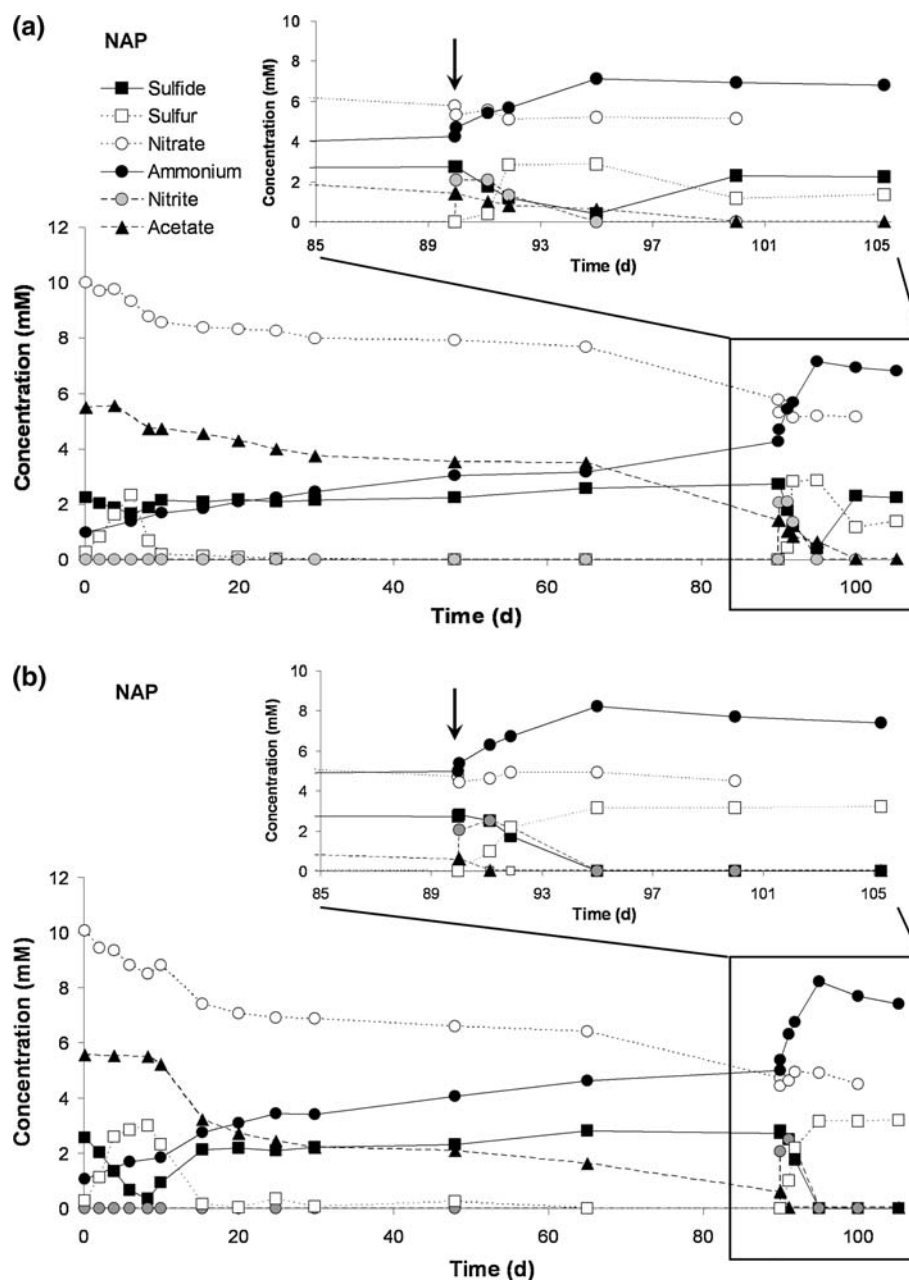 (a)
NAP
Sulfide
Sulfur
Nitrate
Ammonium
Nitrite
Acetate
Concentration (mM)
10
8
6
4
2
0
85 89 93 97 101 105
Time (d)
Concentration (mM)
12
10
8
6
4
2
0
0 20 40 60 80 100
Time (d)
(b)
NAP
Concentration (mM)
10
8
6
4
2
0
85 89 93 97 101 105
Time (d)
Concentration (mM)
12
10
8
6
4
2
0
0 20 40 60 80 100
Time (d)